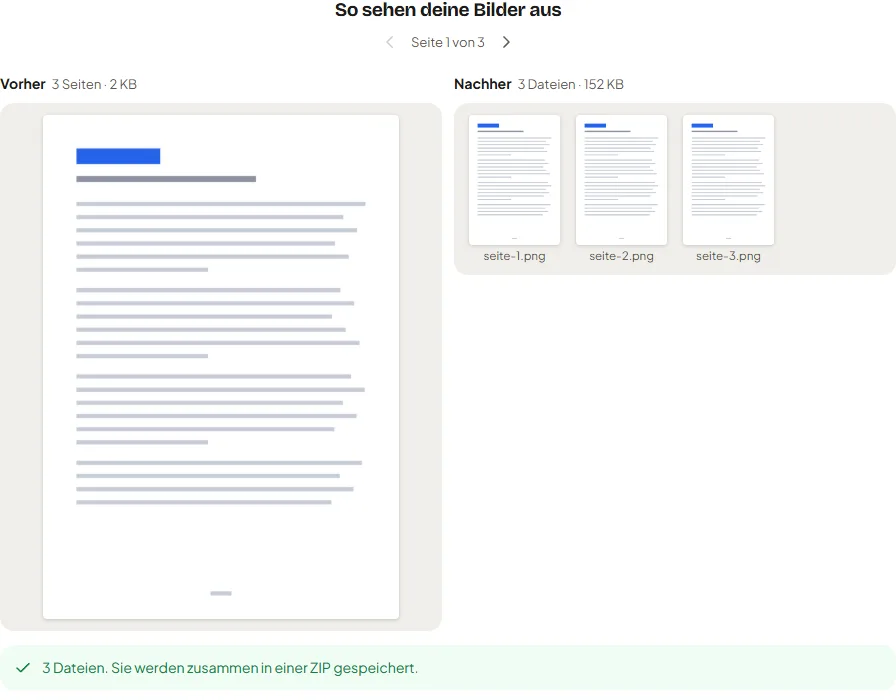 So sehen deine Bilder aus
Seite 1 von 3
Vorher 3 Seiten · 2 KB
Nachher 3 Dateien · 152 KB
seite-1.png
seite-2.png
seite-3.png
3 Dateien. Sie werden zusammen in einer ZIP gespeichert.